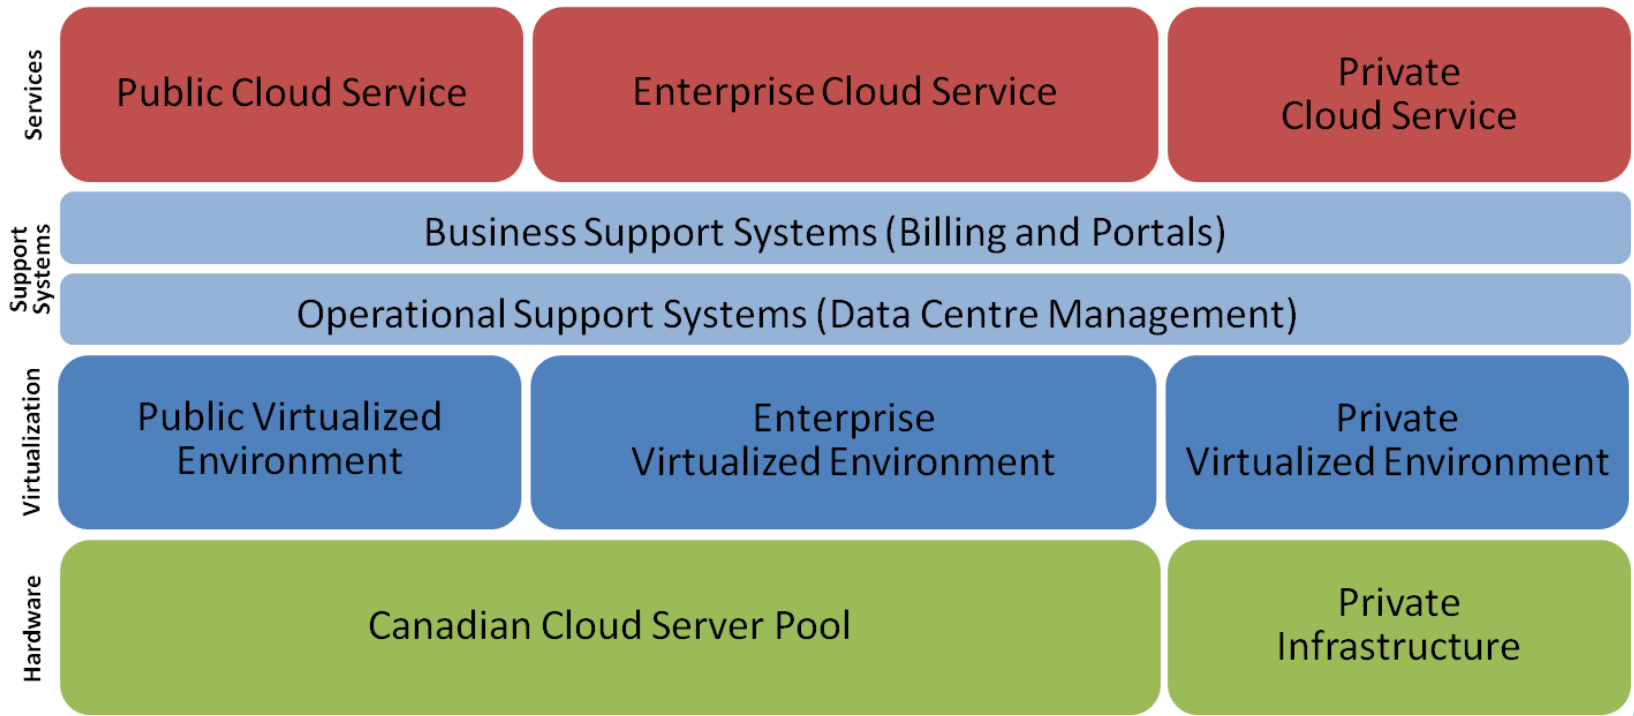 Services
Public Cloud Service
Enterprise Cloud Service
Private
Cloud Service
Support
Systems
Business Support Systems (Billing and Portals)
Operational Support Systems (Data Centre Management)
Virtualization
Public Virtualized
Environment
Enterprise
Virtualized Environment
Private
Virtualized Environment
Hardware
Canadian Cloud Server Pool
Private
Infrastructure